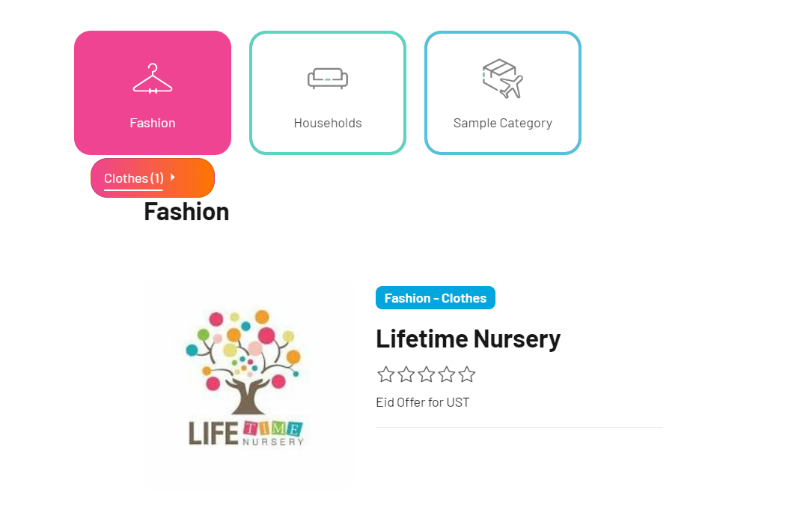 Fashion
Households
Sample Category
Clothes (1)
Fashion
Fashion - Clothes
Lifetime Nursery
Eid Offer for UST
LIFE TIME
NURSERY